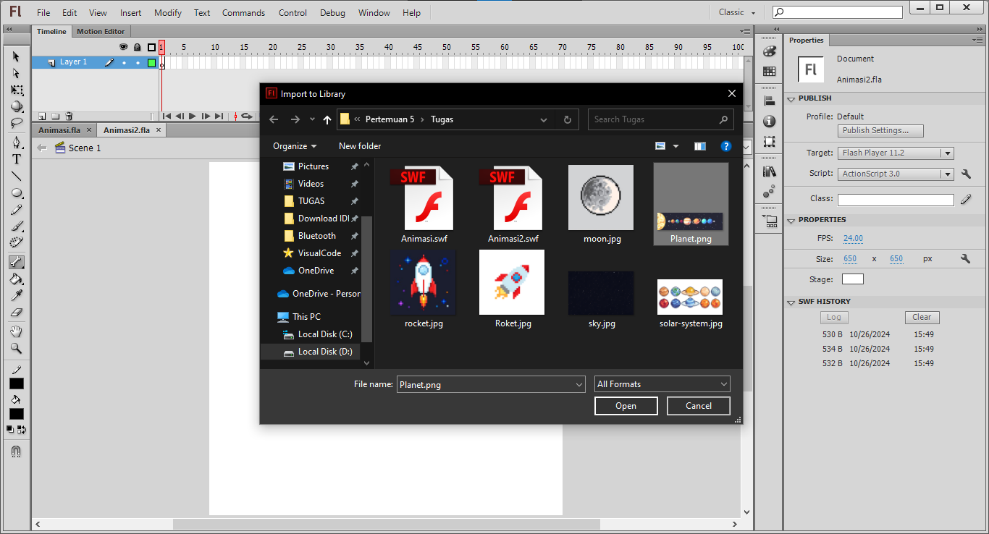 Fl File Edit View Insert Modify Text Commands Control Debug Window Help Classic
Timeline Motion Editor
1 5 10 15 20 25 30 35 40 45 50 55 60 65 70 75 80 85 90 95 100
Layer 1
Animasi.fla × Animasi2.fla ×
Scene 1
Fl Import to Library
Pertemuan 5 › Tugas
Search Tugas
Organize New folder
Pictures
Videos
TUGAS
Download IDI
Bluetooth
VisualCode
OneDrive
OneDrive - Person
This PC
Local Disk (C:)
Local Disk (D:)
SWF
Animasi.swf
SWF
Animasi2.swf
moon.jpg
Planet.png
rocket.jpg
Roket.jpg
sky.jpg
solar-system.jpg
File name: Planet.png
All Formats
Open Cancel
Properties
Fl
Document
Animasi2.fla
PUBLISH
Profile: Default
Publish Settings...
Target: Flash Player 11.2
Script: ActionScript 3.0
Class:
PROPERTIES
FPS: 24.00
Size: 650 x 650 px
Stage:
SWF HISTORY
Log Clear
530 B 10/26/2024 15:49
534 B 10/26/2024 15:49
532 B 10/26/2024 15:49